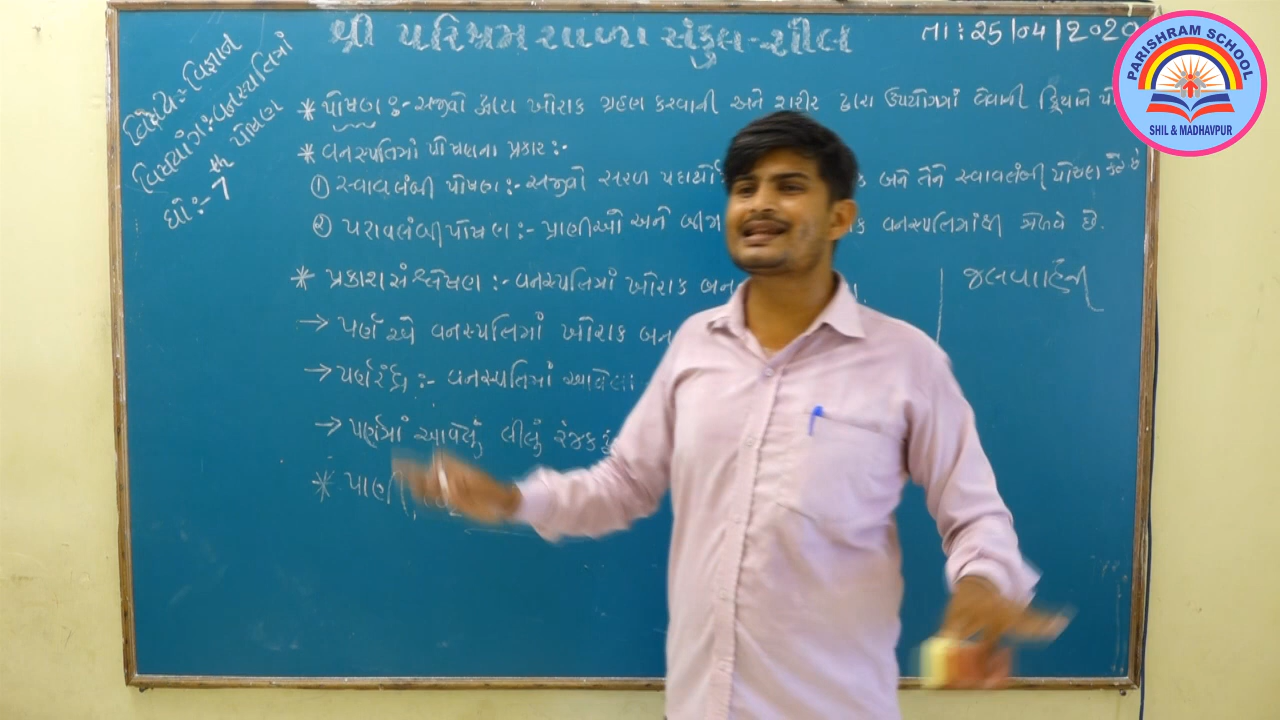 શ્રી પરિશ્રમ શાળા સંકુલ-શીલ
તા : 25/04/2020
PARISHRAM SCHOOL
SHIL & MADHAVPUR
વિષય:- વિજ્ઞાન
વિષયાંગ: વનસ્પતિમાં પોષણ
ધો:- 7th
* પોષણ :- સજીવો દ્વારા ખોરાક ગ્રહણ કરવાની અને શરીર દ્વારા ઉપયોગમાં લેવાની ક્રિયાને
* વનસ્પતિમાં પોષણના પ્રકાર :-
① સ્વાવલંબી પોષણ :- સજીવો સરળ પદાર્થો બને તેને સ્વાવલંબી પોષણ કહે છે
② પરાવલંબી પોષણ :- પ્રાણીઓ અને બીજ વનસ્પતિમાંથી મેળવે છે.
* પ્રકાશસંશ્લેષણ :- વનસ્પતિમાં ખોરાક
જલવાહિની
→ પર્ણ એ વનસ્પતિમાં ખોરાક
→ પર્ણરંધ્ર :- વનસ્પતિમાં આવેલા
→ પર્ણમાં આવેલું લીલું રંજક
* પાણી